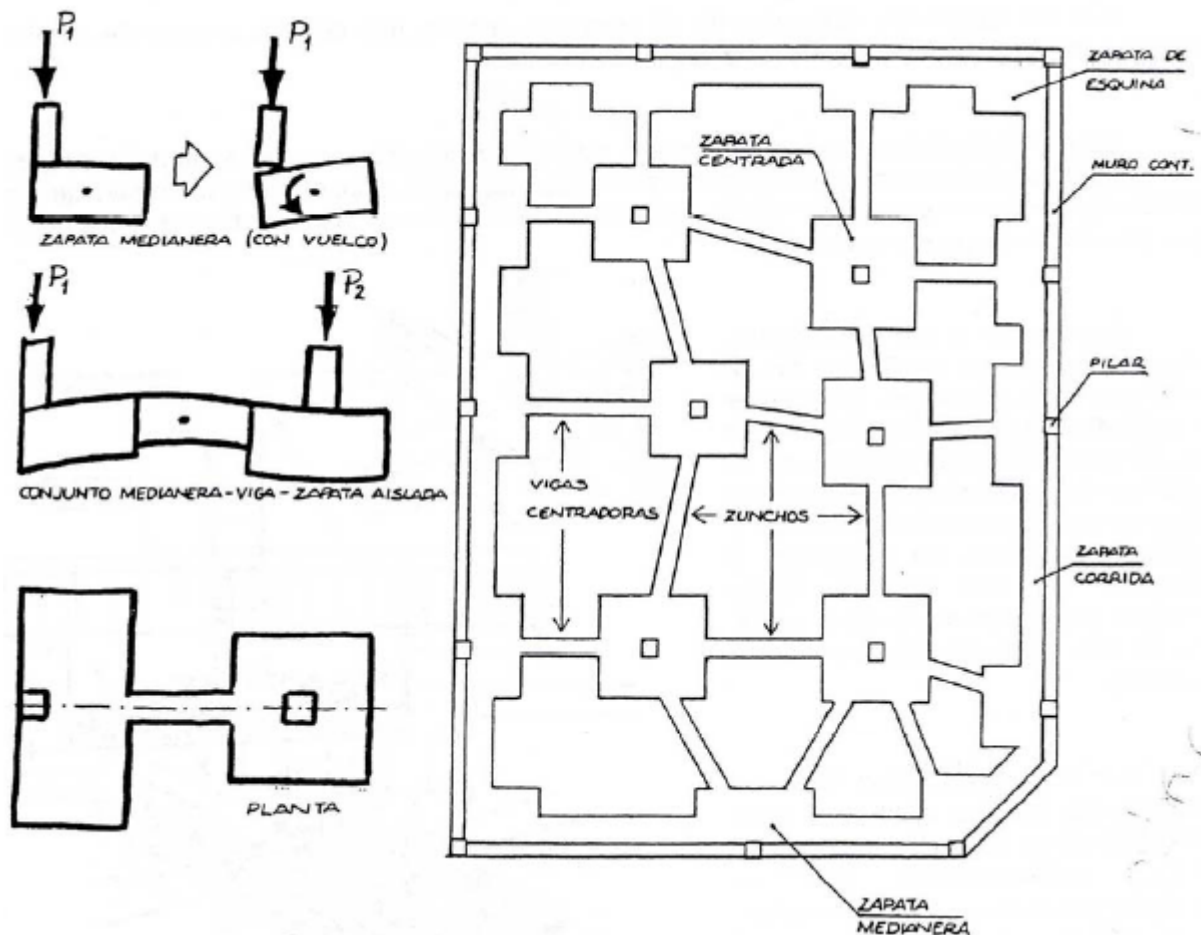 P1
P1
ZAPATA MEDIANERA (CON VUELCO)
P1
P2
CONJUNTO MEDIANERA-VIGA-ZAPATA AISLADA
PLANTA
ZAPATA DE
ESQUINA
ZAPATA
CENTRADA
MURO CONT.
PILAR
VIGAS
CENTRADORAS
ZUNCHOS
ZAPATA
CORRIDA
ZAPATA
MEDIANERA